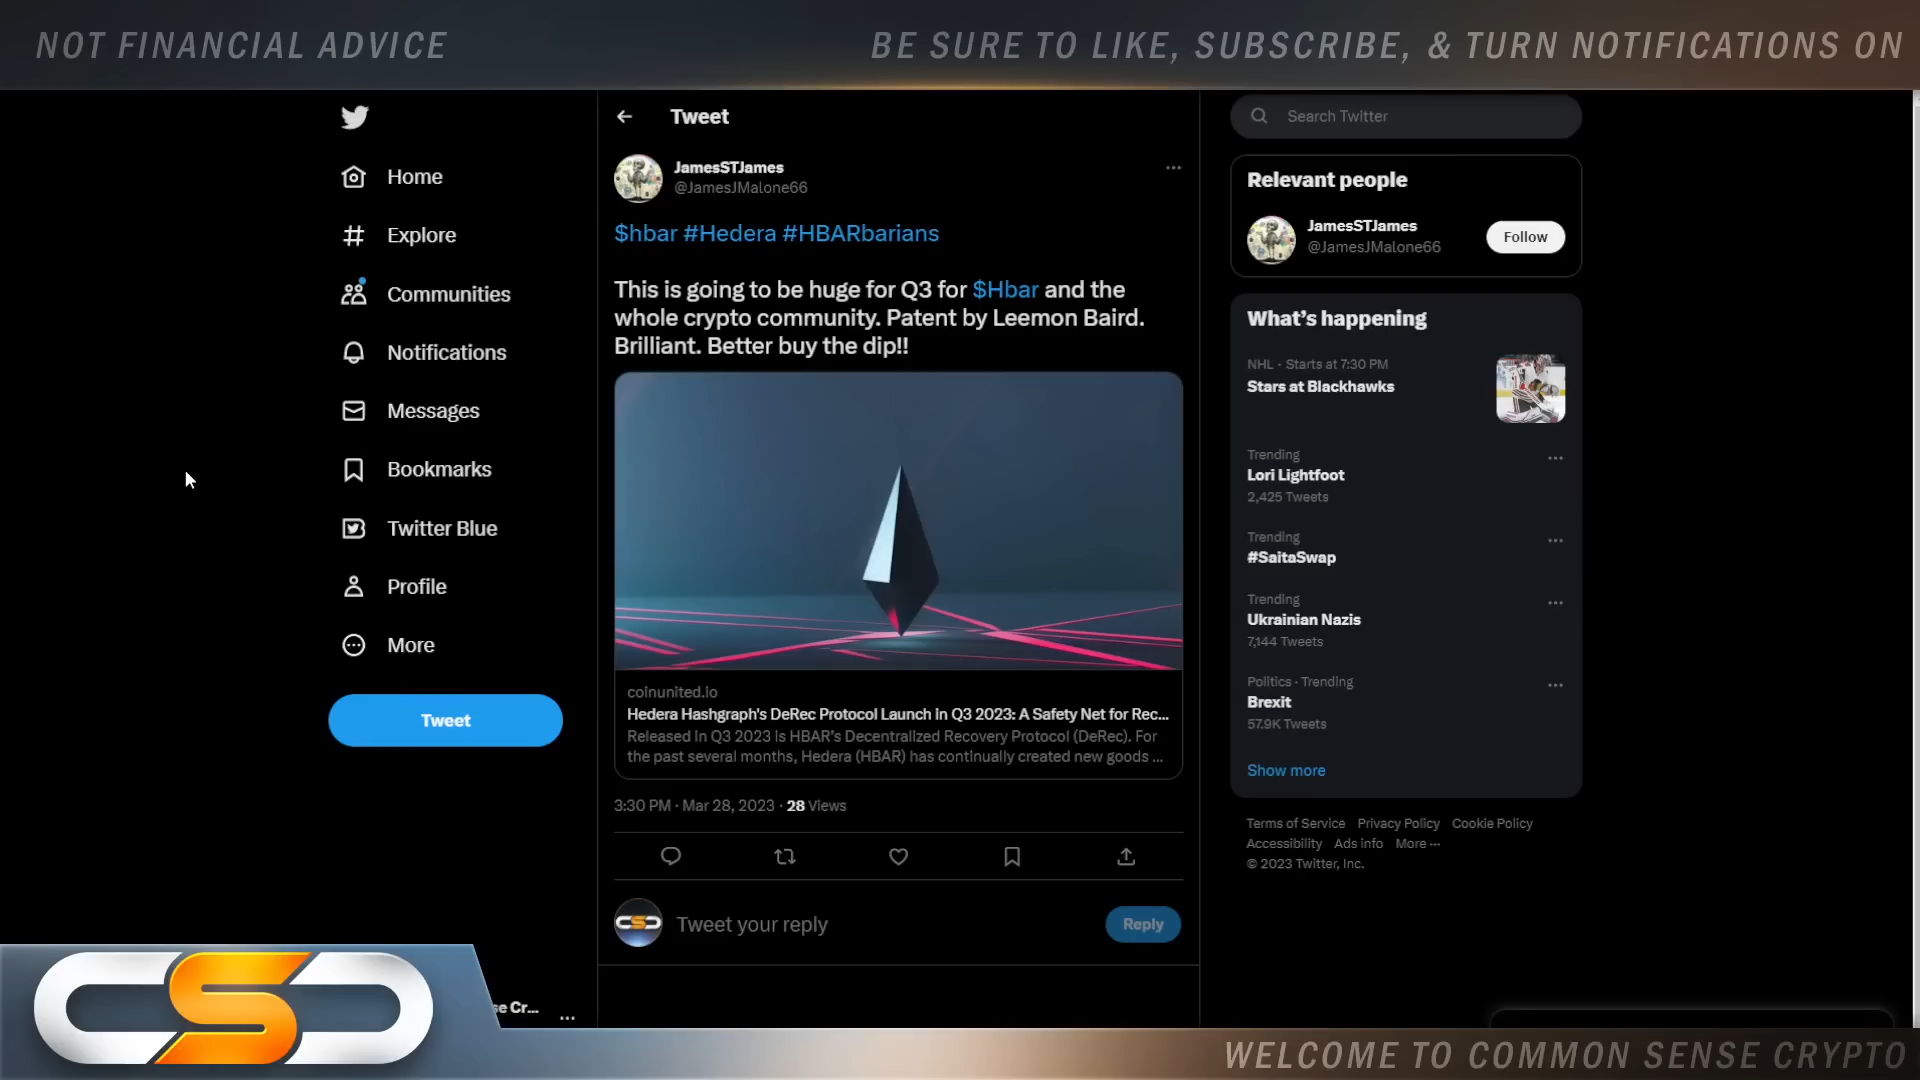 NOT FINANCIAL ADVICE
BE SURE TO LIKE, SUBSCRIBE, & TURN NOTIFICATIONS ON
Home
Explore
Communities
Notifications
Messages
Bookmarks
Twitter Blue
Profile
More
Tweet
se Cr...
Tweet
JamesSTJames
@JamesJMalone66
$hbar #Hedera #HBARbarians
This is going to be huge for Q3 for $Hbar and the
whole crypto community. Patent by Leemon Baird.
Brilliant. Better buy the dip!!
coinunited.io
Hedera Hashgraph's DeRec Protocol Launch in Q3 2023: A Safety Net for Rec...
Released in Q3 2023 is HBAR's Decentralized Recovery Protocol (DeRec). For
the past several months, Hedera (HBAR) has continually created new goods ...
3:30 PM · Mar 28, 2023 · 28 Views
Tweet your reply
Reply
Search Twitter
Relevant people
JamesSTJames
@JamesJMalone66
Follow
What's happening
NHL · Starts at 7:30 PM
Stars at Blackhawks
Trending
Lori Lightfoot
2,425 Tweets
Trending
#SaitaSwap
Trending
Ukrainian Nazis
7,144 Tweets
Politics · Trending
Brexit
57.9K Tweets
Show more
Terms of Service Privacy Policy Cookie Policy
Accessibility Ads info More ...
© 2023 Twitter, Inc.
CSC
WELCOME TO COMMON SENSE CRYPTO